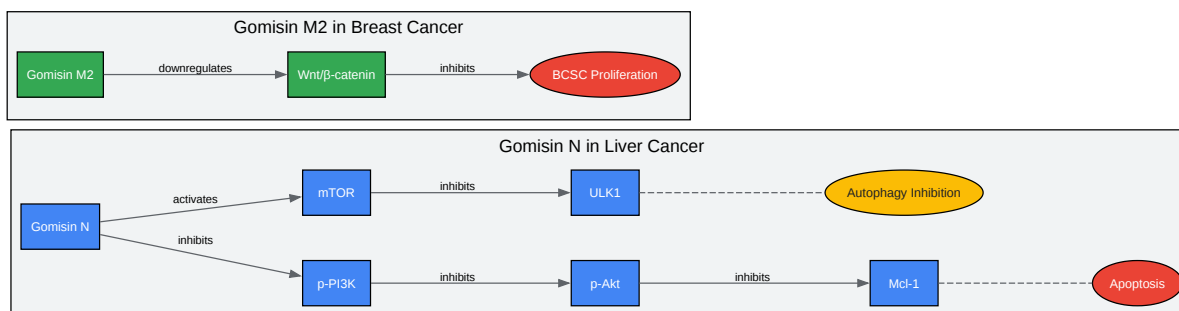 Gomisin M2 in Breast Cancer
Gomisin M2
downregulates
Wnt/β-catenin
inhibits
BCSC Proliferation
Gomisin N in Liver Cancer
Gomisin N
activates
mTOR
inhibits
ULK1
Autophagy Inhibition
inhibits
p-PI3K
inhibits
p-Akt
inhibits
Mcl-1
Apoptosis